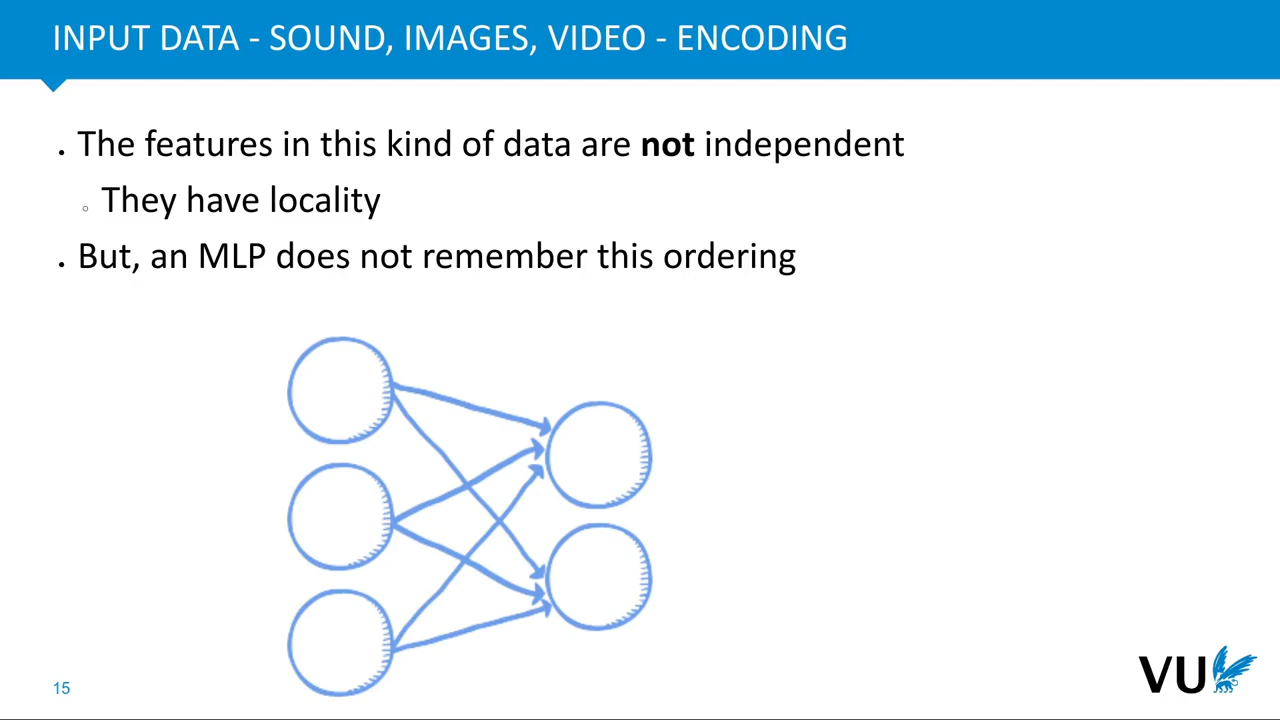 INPUT DATA - SOUND, IMAGES, VIDEO - ENCODING
The features in this kind of data are not independent
They have locality
But, an MLP does not remember this ordering
15
VU